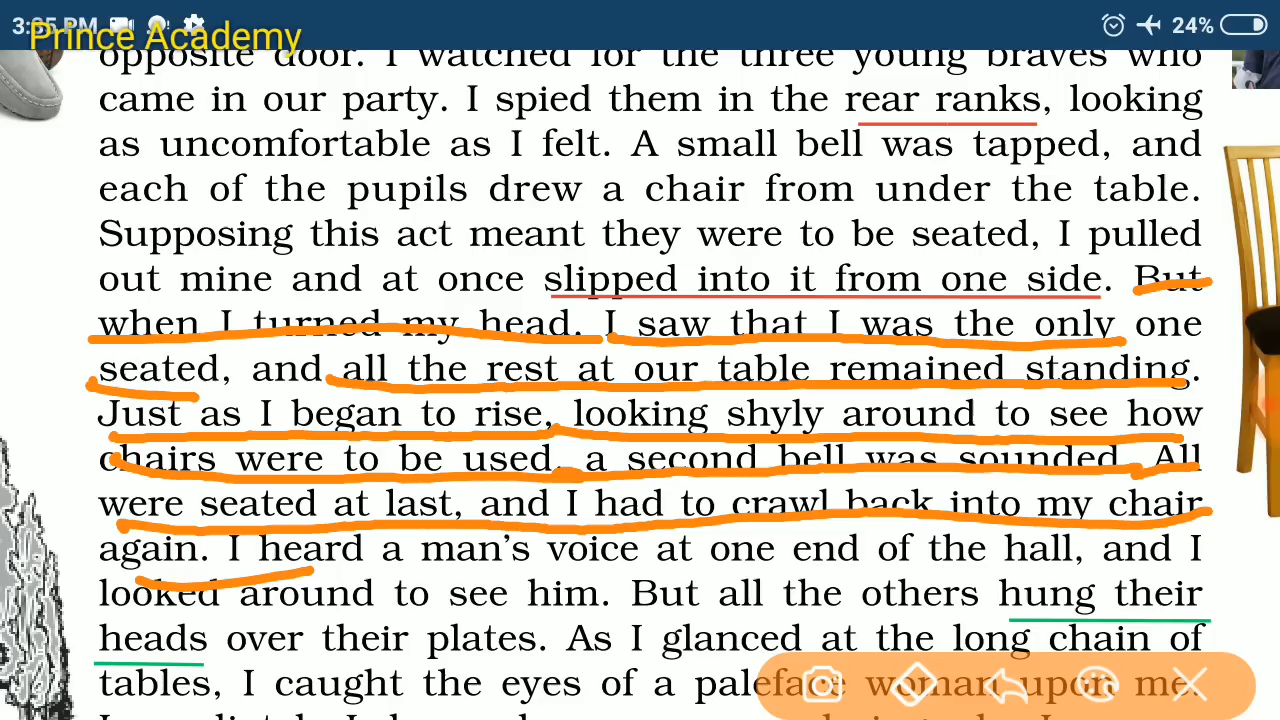 3:35 PM 24%
Prince Academy
opposite door. I watched for the three young braves who
came in our party. I spied them in the rear ranks, looking
as uncomfortable as I felt. A small bell was tapped, and
each of the pupils drew a chair from under the table.
Supposing this act meant they were to be seated, I pulled
out mine and at once slipped into it from one side. But
when I turned my head, I saw that I was the only one
seated, and all the rest at our table remained standing.
Just as I began to rise, looking shyly around to see how
chairs were to be used, a second bell was sounded. All
were seated at last, and I had to crawl back into my chair
again. I heard a man's voice at one end of the hall, and I
looked around to see him. But all the others hung their
heads over their plates. As I glanced at the long chain of
tables, I caught the eyes of a paleface woman upon me.